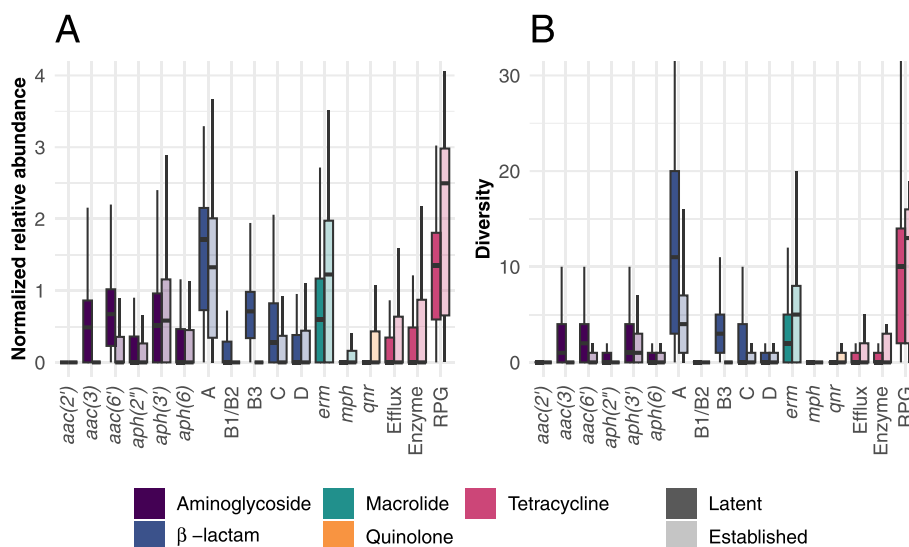 A
B
Normalized relative abundance
4
3
2
1
0
aac(2')
aac(3)
aac(6')
aph(2")
aph(3')
aph(6)
A
B1/B2
B3
C
D
erm
mph
qnr
Efflux
Enzyme
RPG
Diversity
30
20
10
0
aac(2')
aac(3)
aac(6')
aph(2")
aph(3')
aph(6)
A
B1/B2
B3
C
D
erm
mph
qnr
Efflux
Enzyme
RPG
Aminoglycoside
Macrolide
Tetracycline
Latent
β −lactam
Quinolone
Established